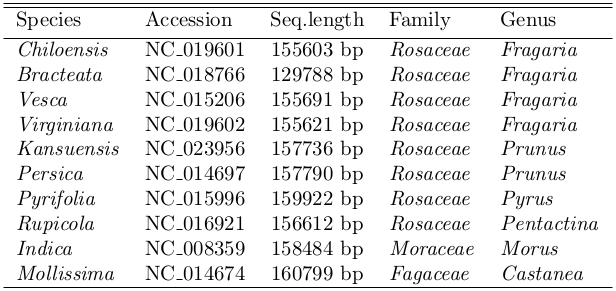 Species Accession Seq.length Family Genus
Chiloensis NC_019601 155603 bp Rosaceae Fragaria
Bracteata NC_018766 129788 bp Rosaceae Fragaria
Vesca NC_015206 155691 bp Rosaceae Fragaria
Virginiana NC_019602 155621 bp Rosaceae Fragaria
Kansuensis NC_023956 157736 bp Rosaceae Prunus
Persica NC_014697 157790 bp Rosaceae Prunus
Pyrifolia NC_015996 159922 bp Rosaceae Pyrus
Rupicola NC_016921 156612 bp Rosaceae Pentactina
Indica NC_008359 158484 bp Moraceae Morus
Mollissima NC_014674 160799 bp Fagaceae Castanea